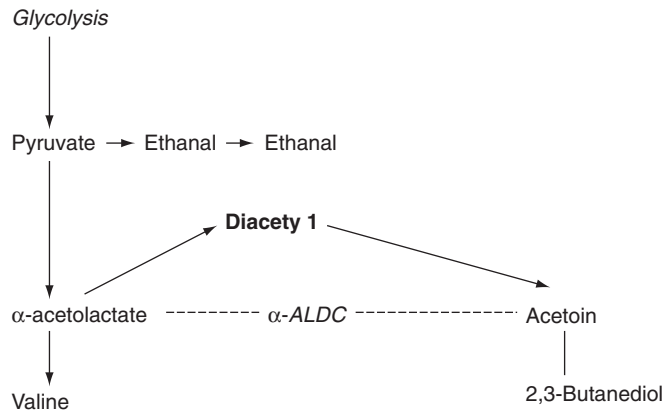 Glycolysis
Pyruvate Ethanal Ethanal
Diacety 1
α-acetolactate α-ALDC Acetoin
Valine 2,3-Butanediol